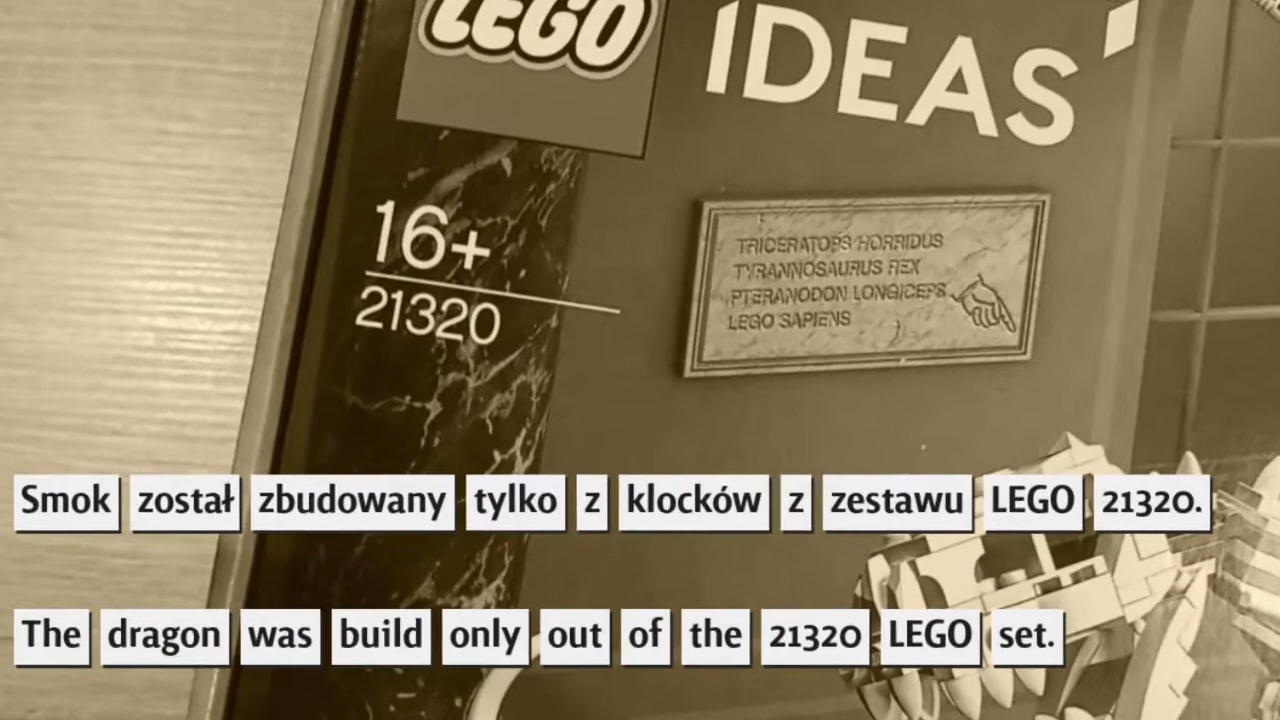 LEGO IDEAS
16+
21320
TRICERATOPS HORRIDUS
TYRANNOSAURUS REX
PTERANODON LONGICEPS
LEGO SAPIENS
Smok został zbudowany tylko z klocków z zestawu LEGO 21320.
The dragon was build only out of the 21320 LEGO set.